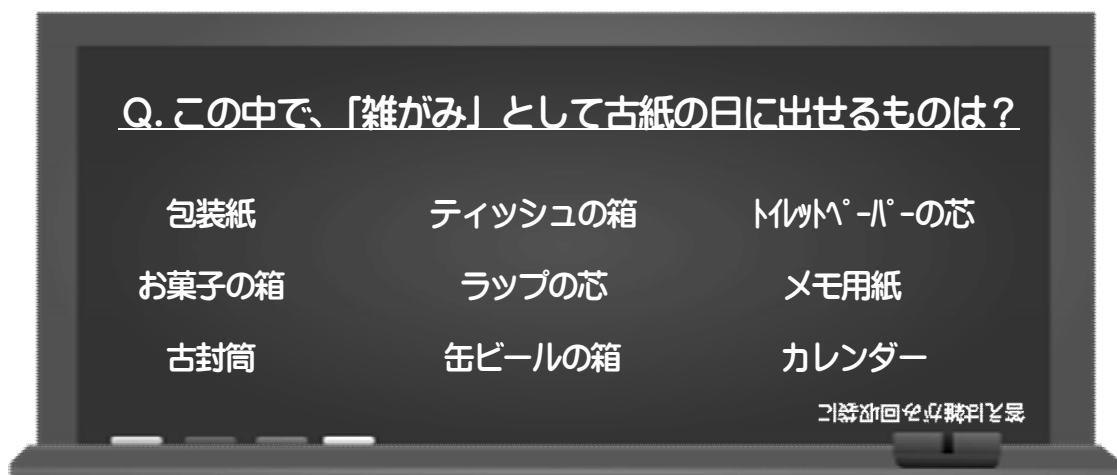 Q.この中で、「雑がみ」として古紙の日に出せるものは？
包装紙 ティッシュの箱 ﾄｲﾚｯﾄﾍﾟｰﾊﾟｰの芯
お菓子の箱 ラップの芯 メモ用紙
古封筒 缶ビールの箱 カレンダー
答えは雑がみ回収袋に